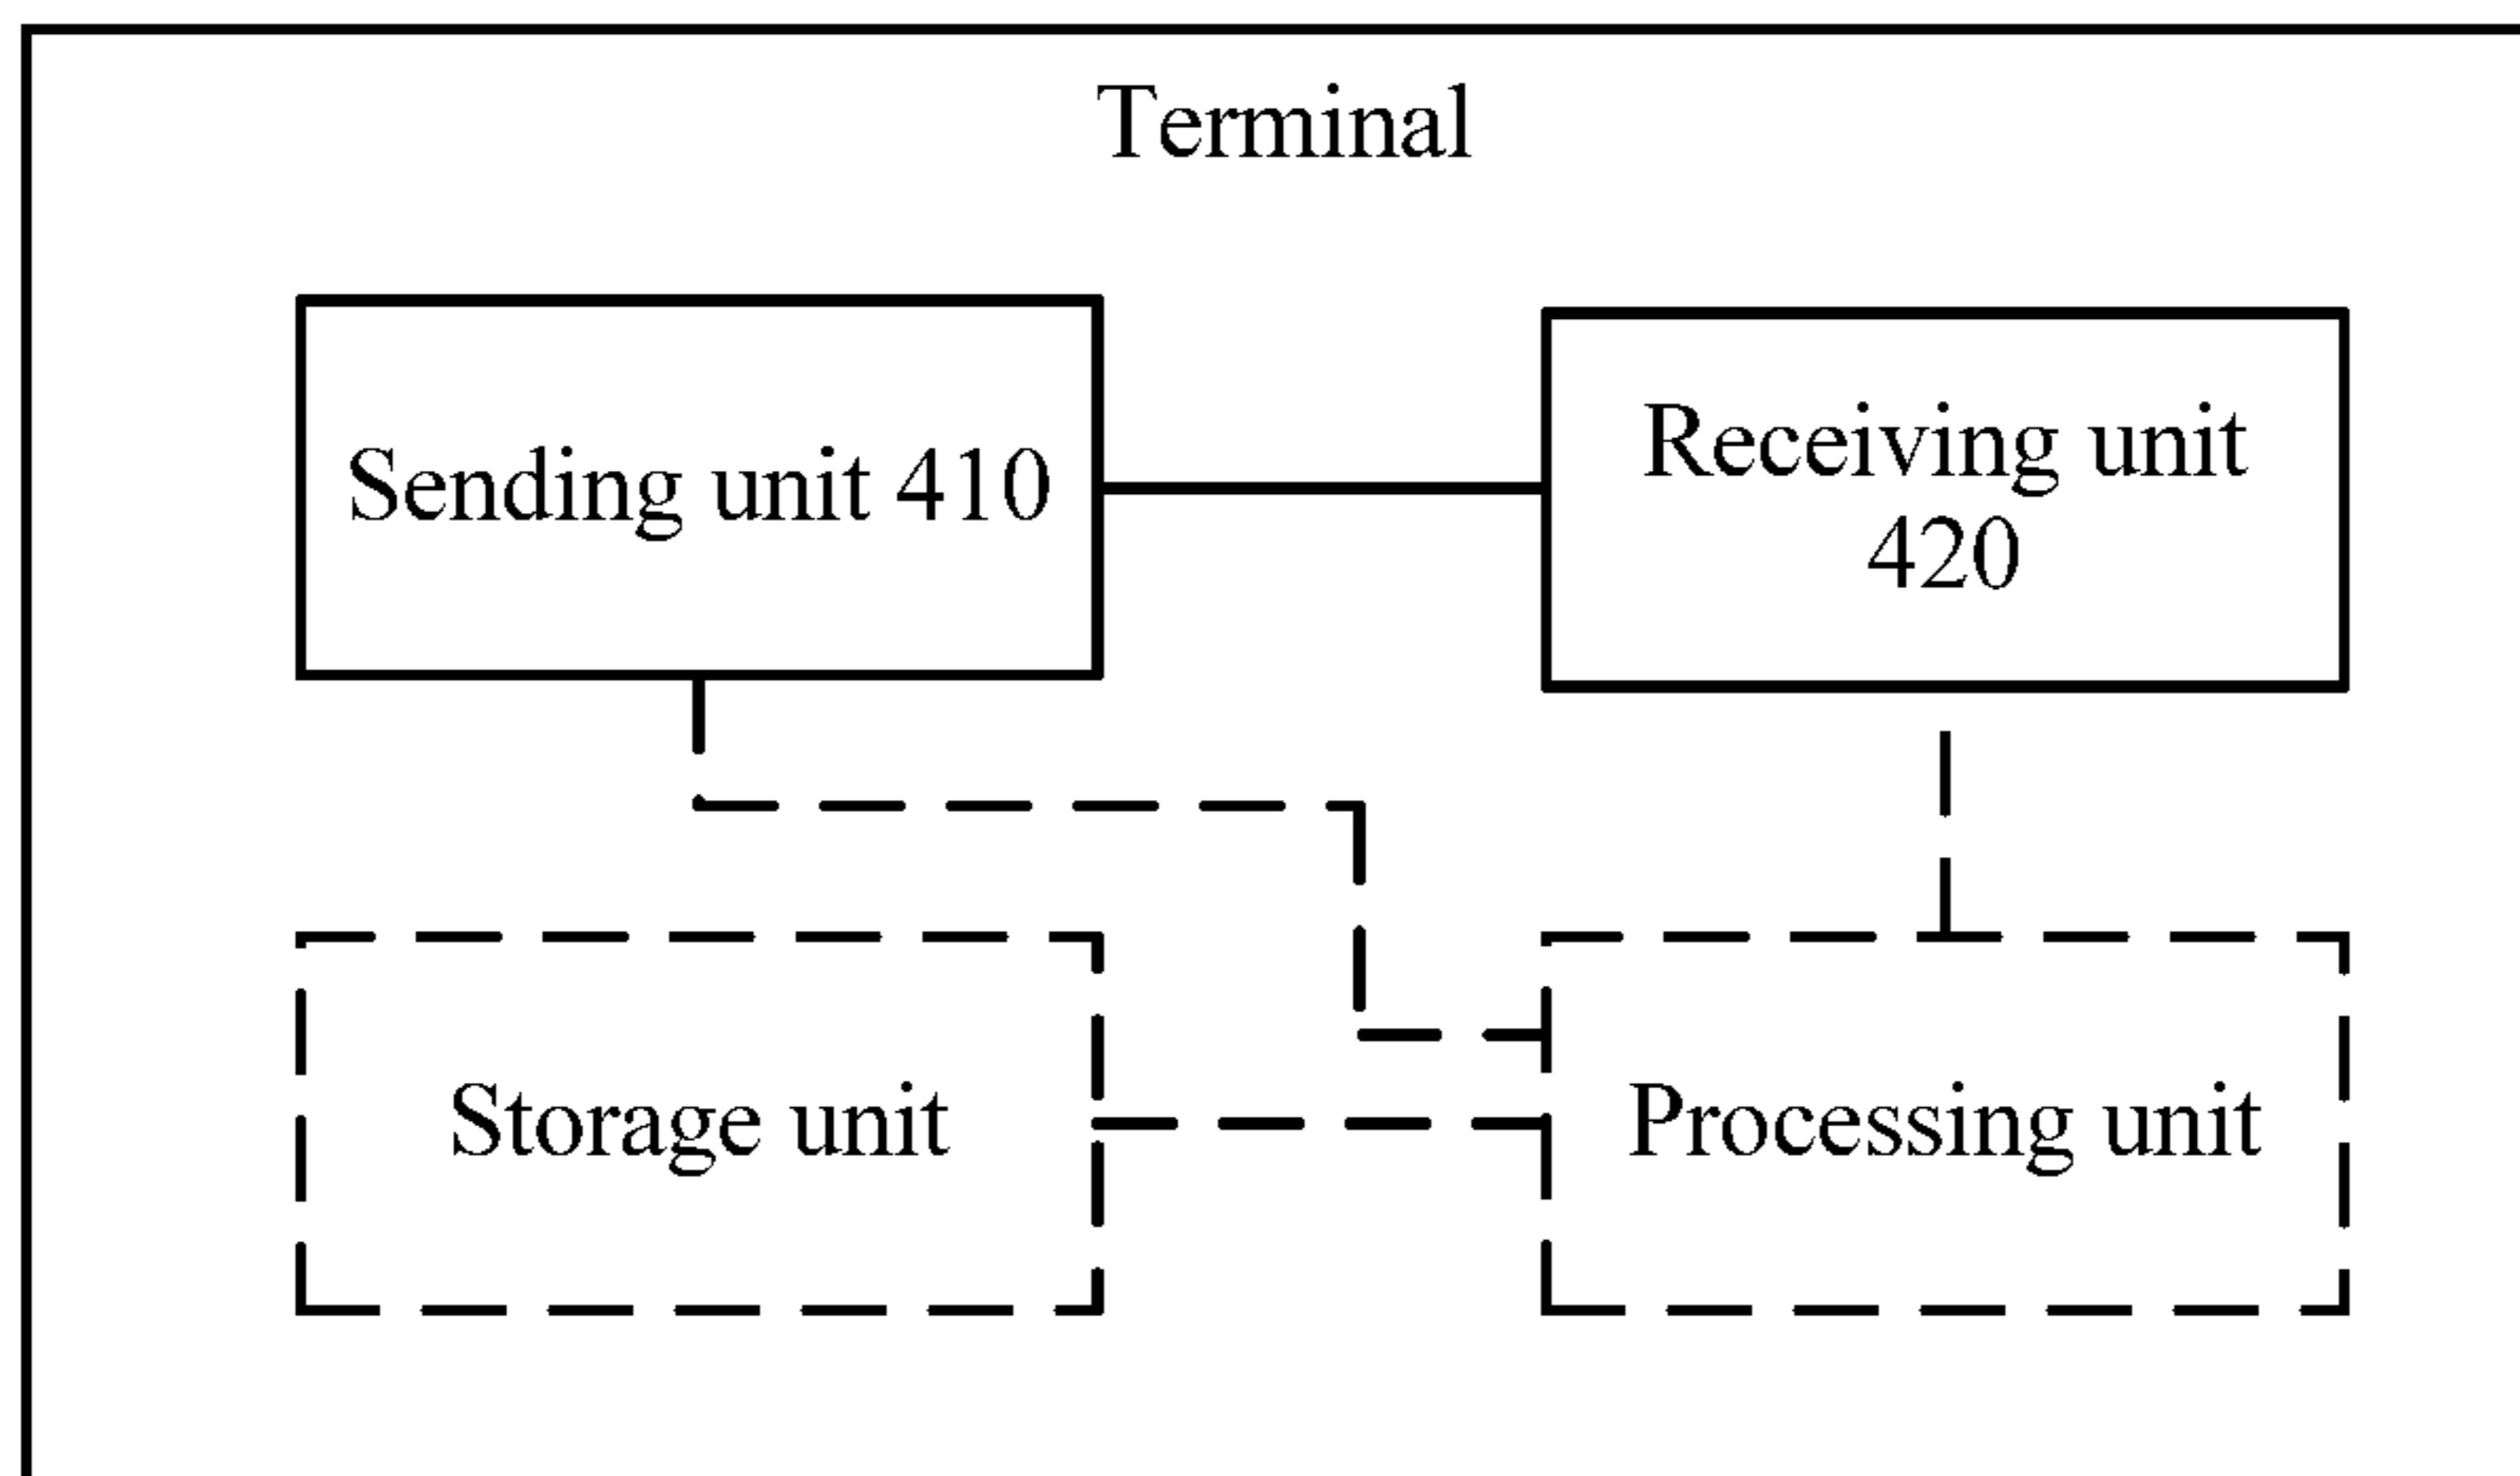 Terminal
Sending unit 410
Receiving unit
420
Storage unit
Processing unit